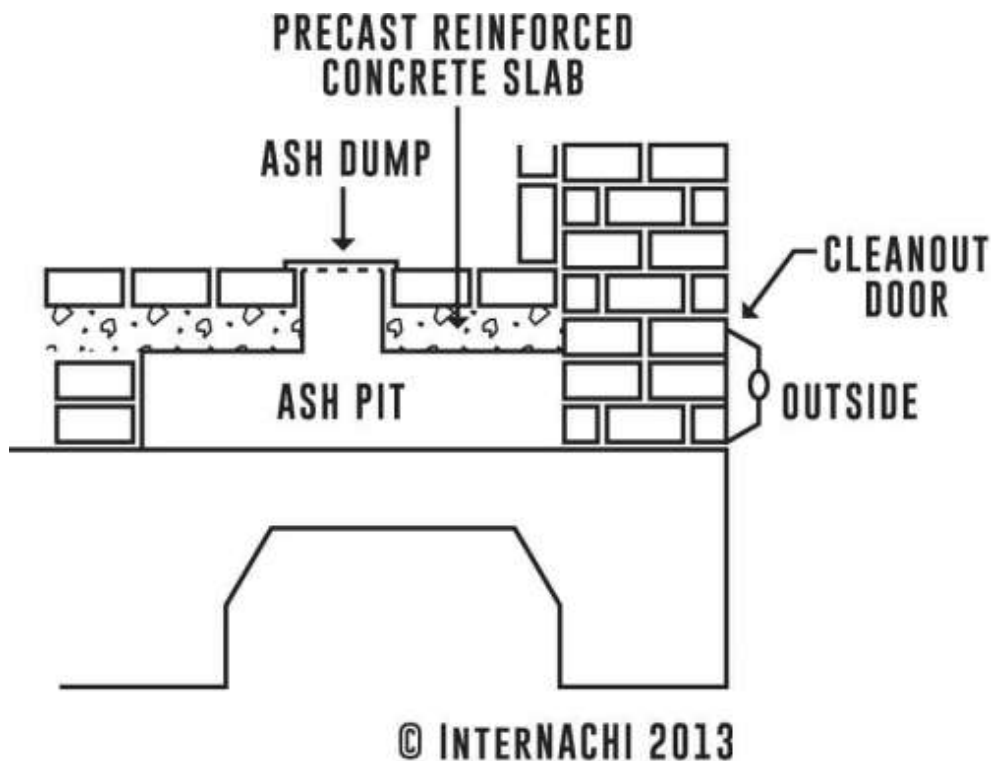 PRECAST REINFORCED
CONCRETE SLAB
ASH DUMP
CLEANOUT
DOOR
ASH PIT
OUTSIDE
© INTERNACHI 2013